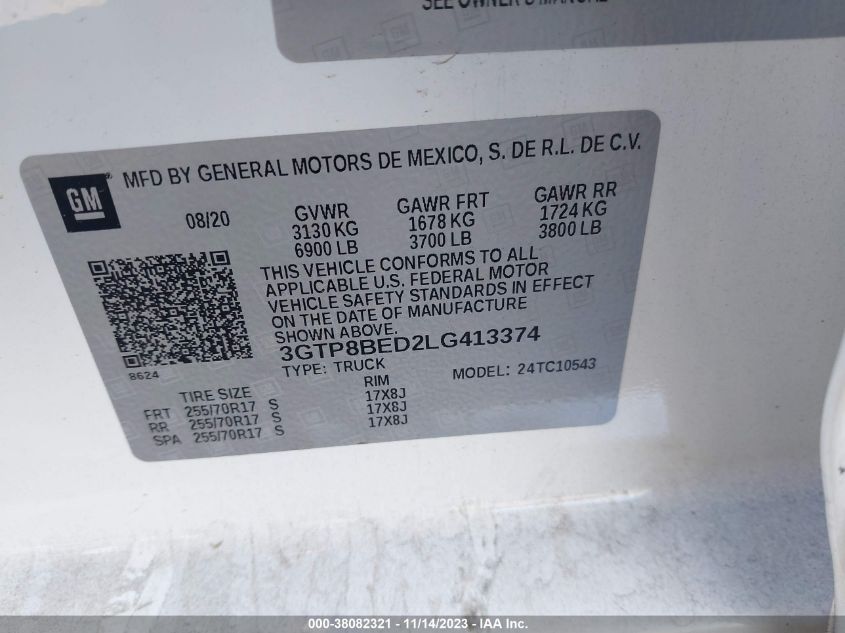 SEE OWNER'S MANUAL
GM
MFD BY GENERAL MOTORS DE MEXICO, S. DE R.L. DE C.V.
08/20 GVWR GAWR FRT GAWR RR
3130 KG 1678 KG 1724 KG
6900 LB 3700 LB 3800 LB
THIS VEHICLE CONFORMS TO ALL
APPLICABLE U.S. FEDERAL MOTOR
VEHICLE SAFETY STANDARDS IN EFFECT
ON THE DATE OF MANUFACTURE
SHOWN ABOVE.
3GTP8BED2LG413374
8624
TYPE: TRUCK MODEL: 24TC10543
TIRE SIZE RIM
FRT 255/70R17 S 17X8J
RR 255/70R17 S 17X8J
SPA 255/70R17 S 17X8J
000-38082321 - 11/14/2023 - IAA Inc.